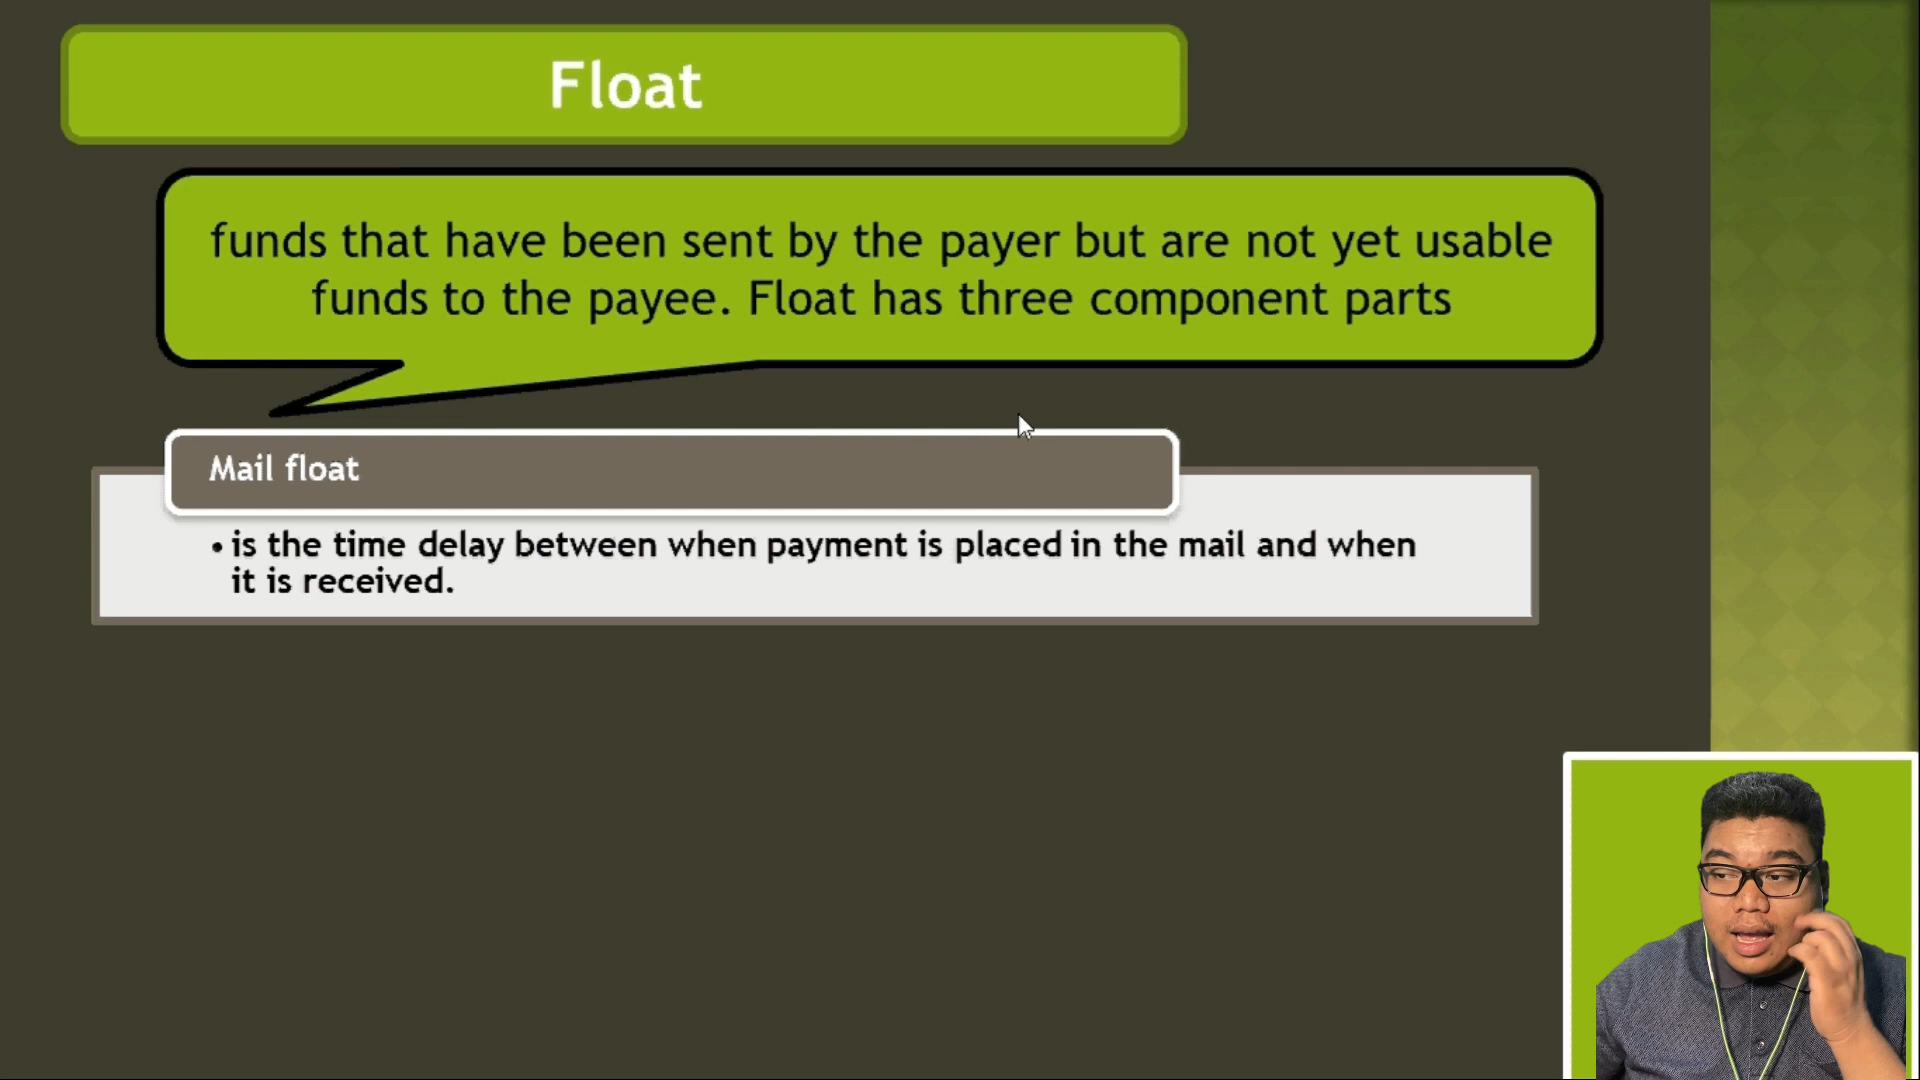 Float
funds that have been sent by the payer but are not yet usable
funds to the payee. Float has three component parts
Mail float
• is the time delay between when payment is placed in the mail and when
it is received.